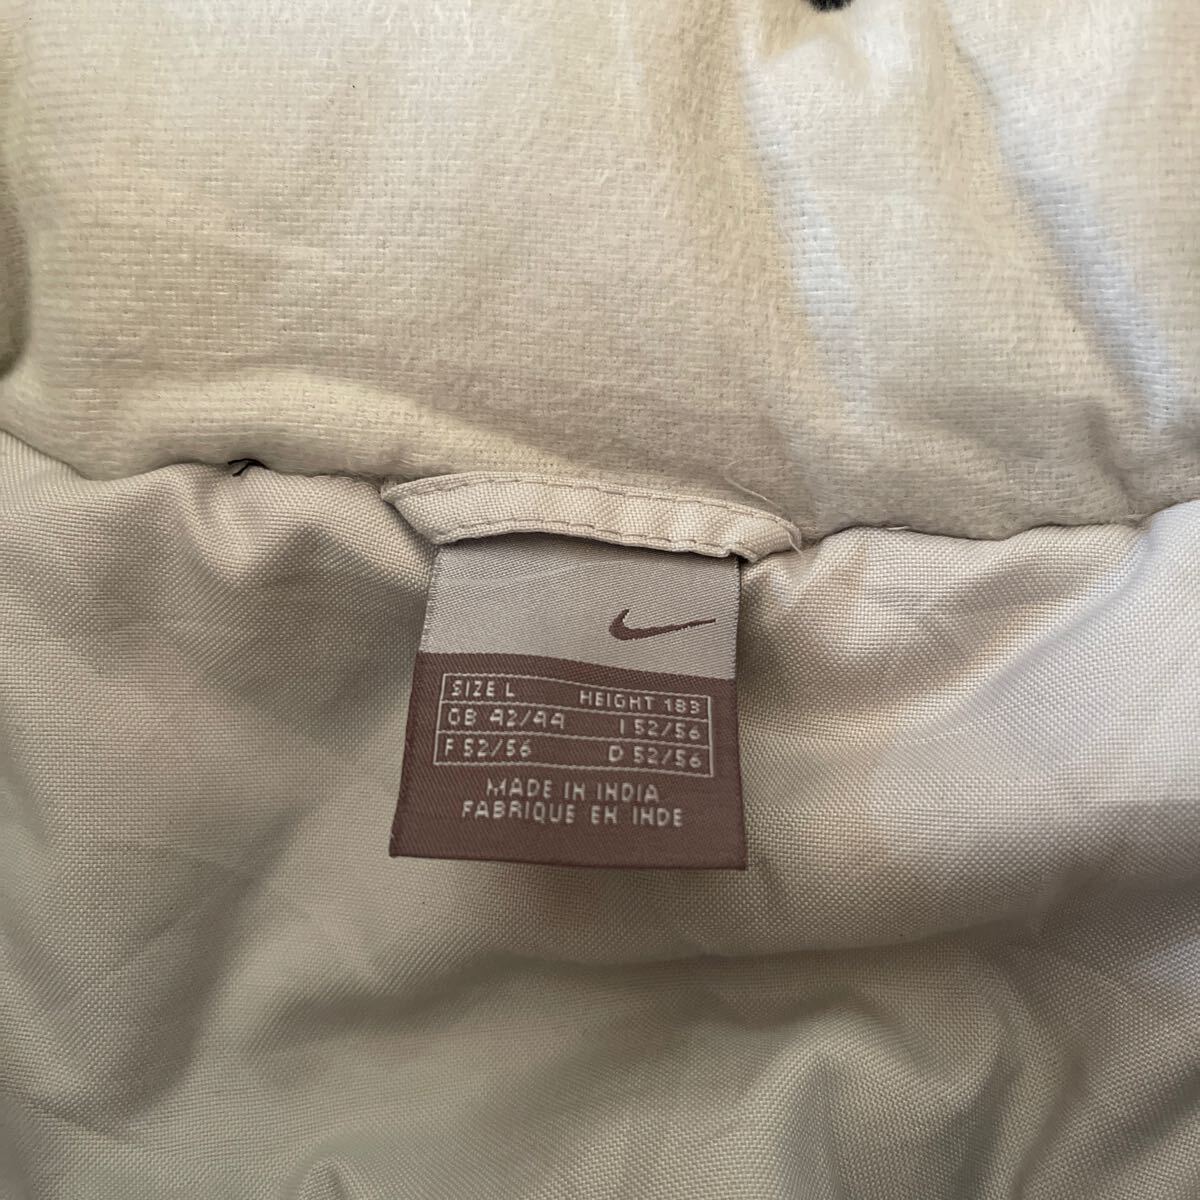 SIZE L HEIGHT 183
GB 42/44 I 52/56
F 52/56 D 52/56
MADE IN INDIA
FABRIQUE EN INDE